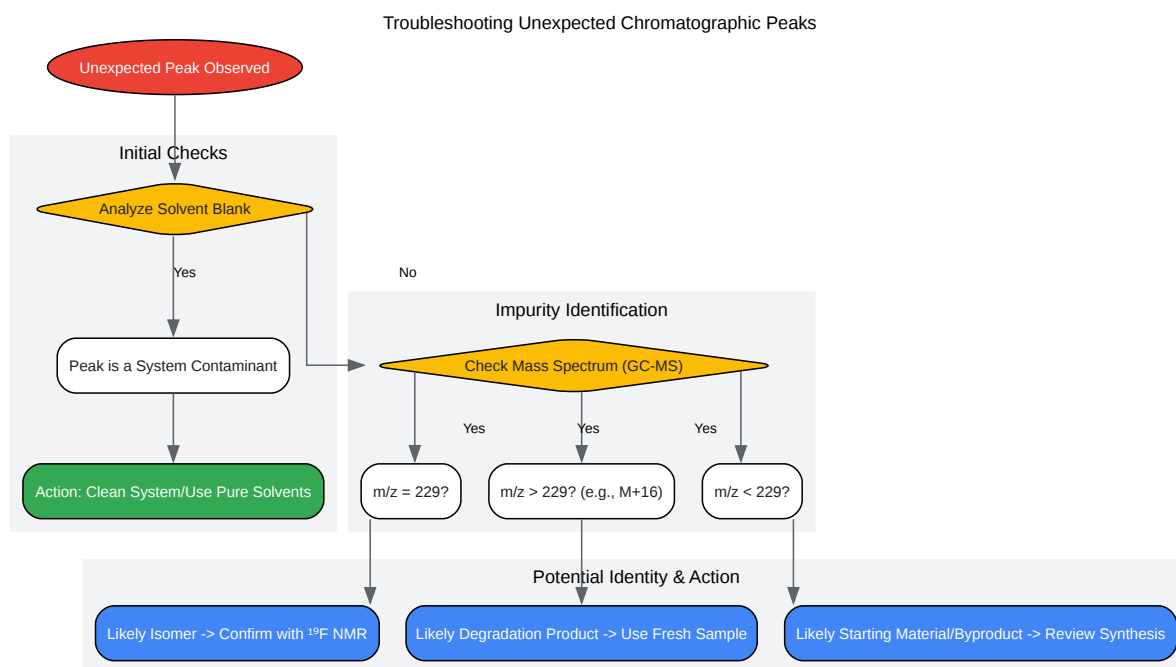 Troubleshooting Unexpected Chromatographic Peaks
Unexpected Peak Observed
Initial Checks
Analyze Solvent Blank
Yes
No
Peak is a System Contaminant
Action: Clean System/Use Pure Solvents
Impurity Identification
Check Mass Spectrum (GC-MS)
Yes
Yes
Yes
m/z = 229?
m/z > 229? (e.g., M+16)
m/z < 229?
Potential Identity & Action
Likely Isomer -> Confirm with ¹⁹F NMR
Likely Degradation Product -> Use Fresh Sample
Likely Starting Material/Byproduct -> Review Synthesis